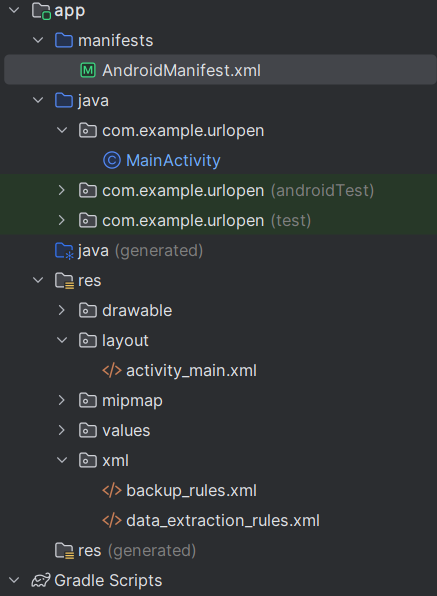 app
manifests
AndroidManifest.xml
java
com.example.urlopen
MainActivity
com.example.urlopen (androidTest)
com.example.urlopen (test)
java (generated)
res
drawable
layout
activity_main.xml
mipmap
values
xml
backup_rules.xml
data_extraction_rules.xml
res (generated)
Gradle Scripts